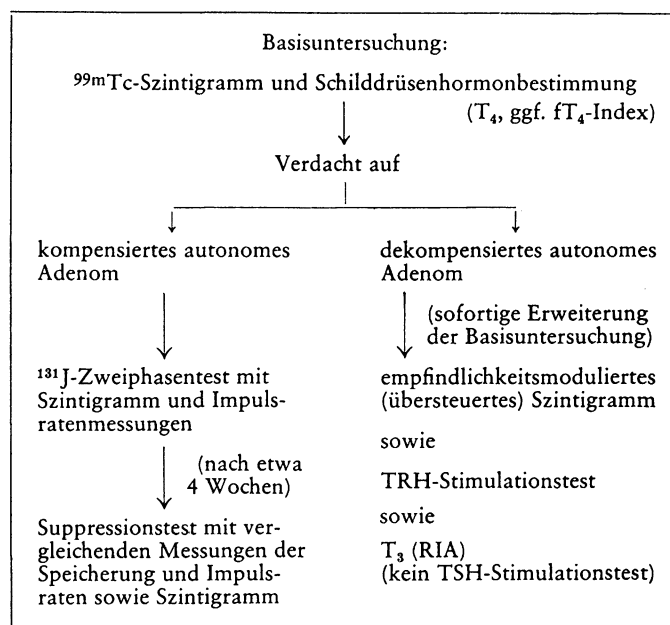 Basisuntersuchung:
⁹⁹ᵐTc-Szintigramm und Schilddrüsenhormonbestimmung
(T₄, ggf. fT₄-Index)
Verdacht auf
kompensiertes autonomes
Adenom
¹³¹J-Zweiphasentest mit
Szintigramm und Impuls-
ratenmessungen
(nach etwa
4 Wochen)
Suppressionstest mit ver-
gleichenden Messungen der
Speicherung und Impuls-
raten sowie Szintigramm
dekompensiertes autonomes
Adenom
(sofortige Erweiterung
der Basisuntersuchung)
empfindlichkeitsmoduliertes
(übersteuertes) Szintigramm
sowie
TRH-Stimulationstest
sowie
T₃ (RIA)
(kein TSH-Stimulationstest)